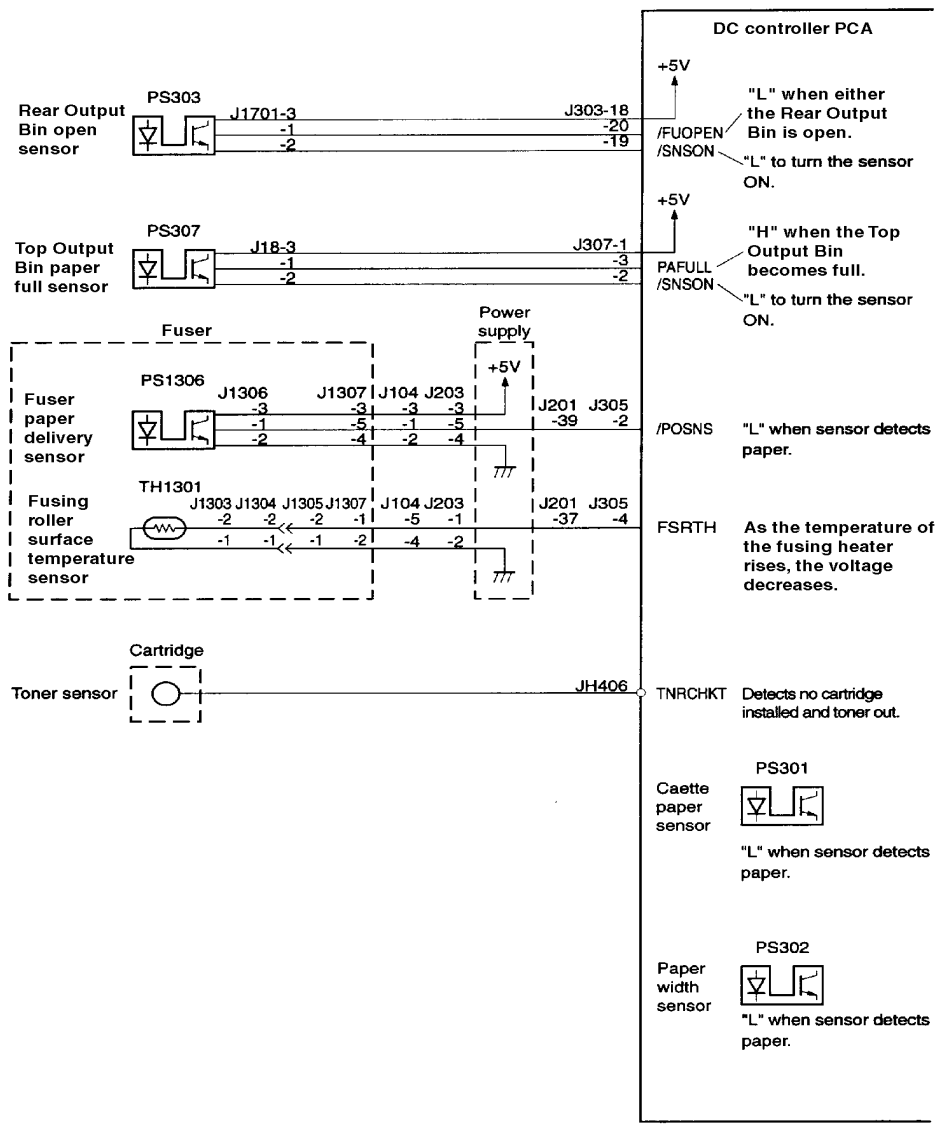 DC controller PCA
+5V
PS303
Rear Output
Bin open
sensor
J1701-3
-1
-2
J303-18
-20
-19
/FUOPEN
/SNSON
"L" when either
the Rear Output
Bin is open.
"L" to turn the sensor
ON.
+5V
PS307
Top Output
Bin paper
full sensor
J18-3
-1
-2
J307-1
-3
-2
PAFULL
/SNSON
"H" when the Top
Output Bin
becomes full.
"L" to turn the sensor
ON.
Fuser
Power
supply
+5V
PS1306
Fuser
paper
delivery
sensor
J1306 J1307 J104 J203
-3 -3 -3 -3
-1 -5 -1 -5
-2 -4 -2 -4
J201 J305
-39 -2
/POSNS
"L" when sensor detects
paper.
TH1301
Fusing
roller
surface
temperature
sensor
J1303 J1304 J1305 J1307 J104 J203
-2 -2 -2 -1 -5 -1
-1 -1 -1 -2 -4 -2
J201 J305
-37 -4
FSRTH
As the temperature of
the fusing heater
rises, the voltage
decreases.
Cartridge
Toner sensor
JH406
TNRCHKT
Detects no cartridge
installed and toner out.
PS301
Caette
paper
sensor
"L" when sensor detects
paper.
PS302
Paper
width
sensor
"L" when sensor detects
paper.